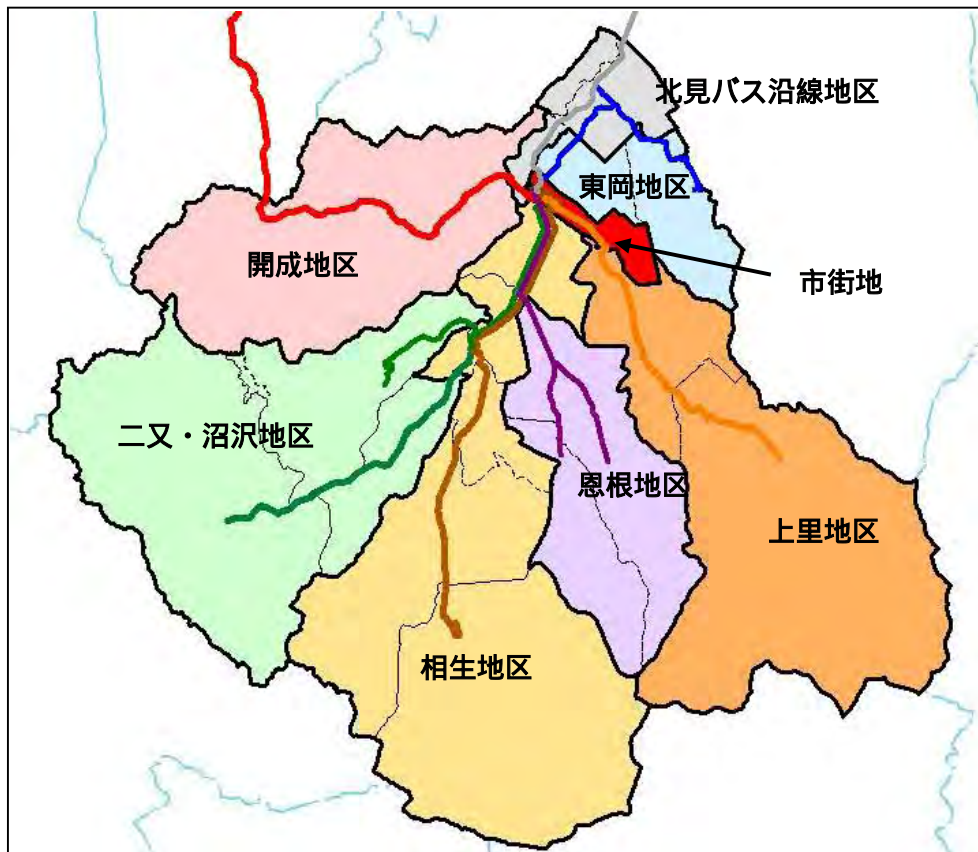 北見バス沿線地区
東岡地区
開成地区
市街地
二又・沼沢地区
恩根地区
上里地区
相生地区